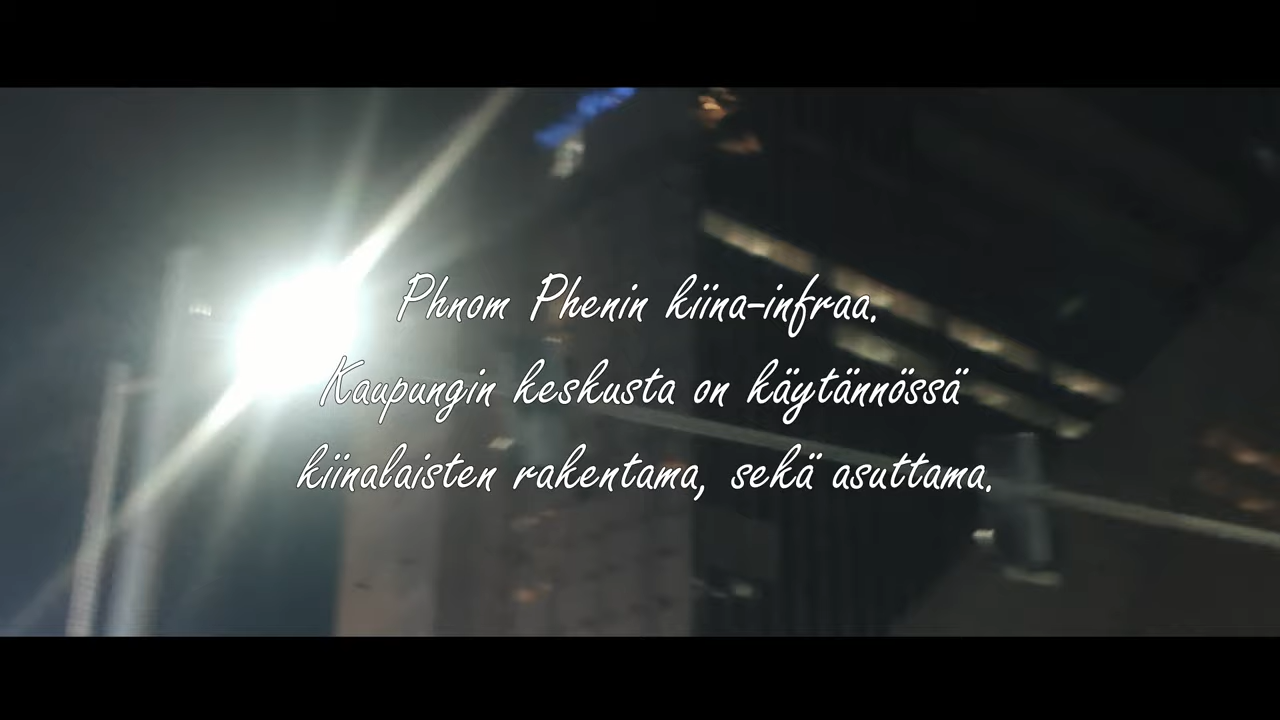 Phnom Phenin kiina-infraa.
Kaupungin keskusta on käytännössä
kiinalaisten rakentama, sekä asuttama.